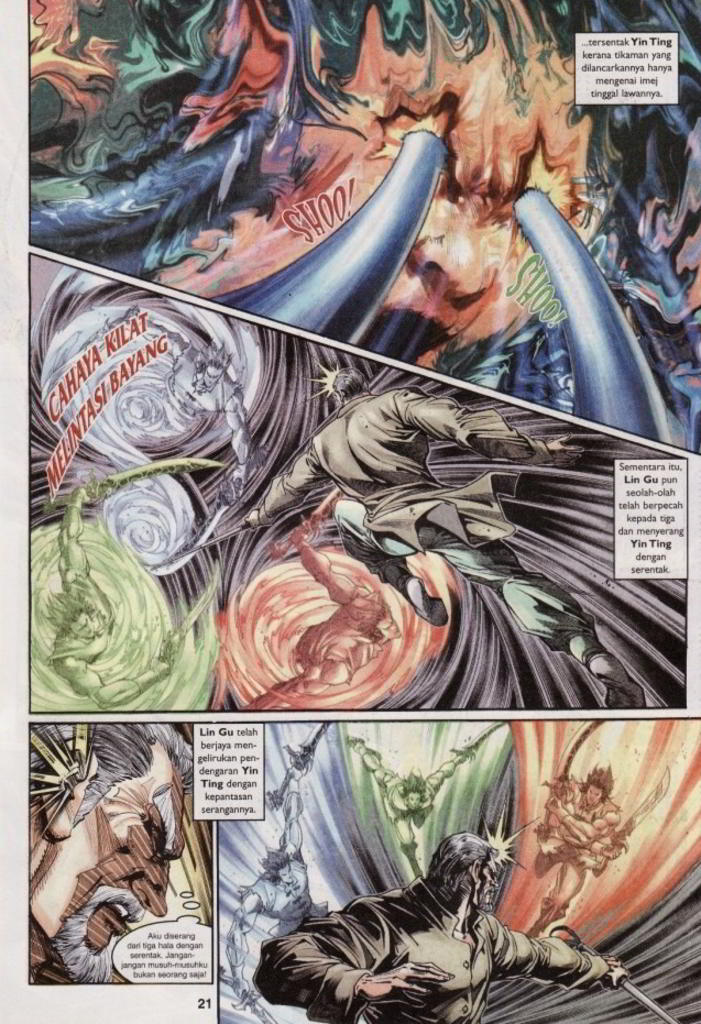 ...tersentak Yin Ting
kerana tikaman yang
dilancarkannya hanya
mengenai imej
tinggal lawannya.
SHOO!
SHOO!
CAHAYA KILAT
MELINTASI BAYANG
Sementara itu,
Lin Gu pun
seolah-olah
telah berpecah
kepada tiga
dan menyerang
Yin Ting
dengan
serentak.
Lin Gu telah
berjaya men-
gelirukan pen-
dengaran Yin
Ting dengan
kepantasan
serangannya.
Aku diserang
dari tiga hala dengan
serentak. Jangan-
jangan musuh-musuhku
bukan seorang saja!
21